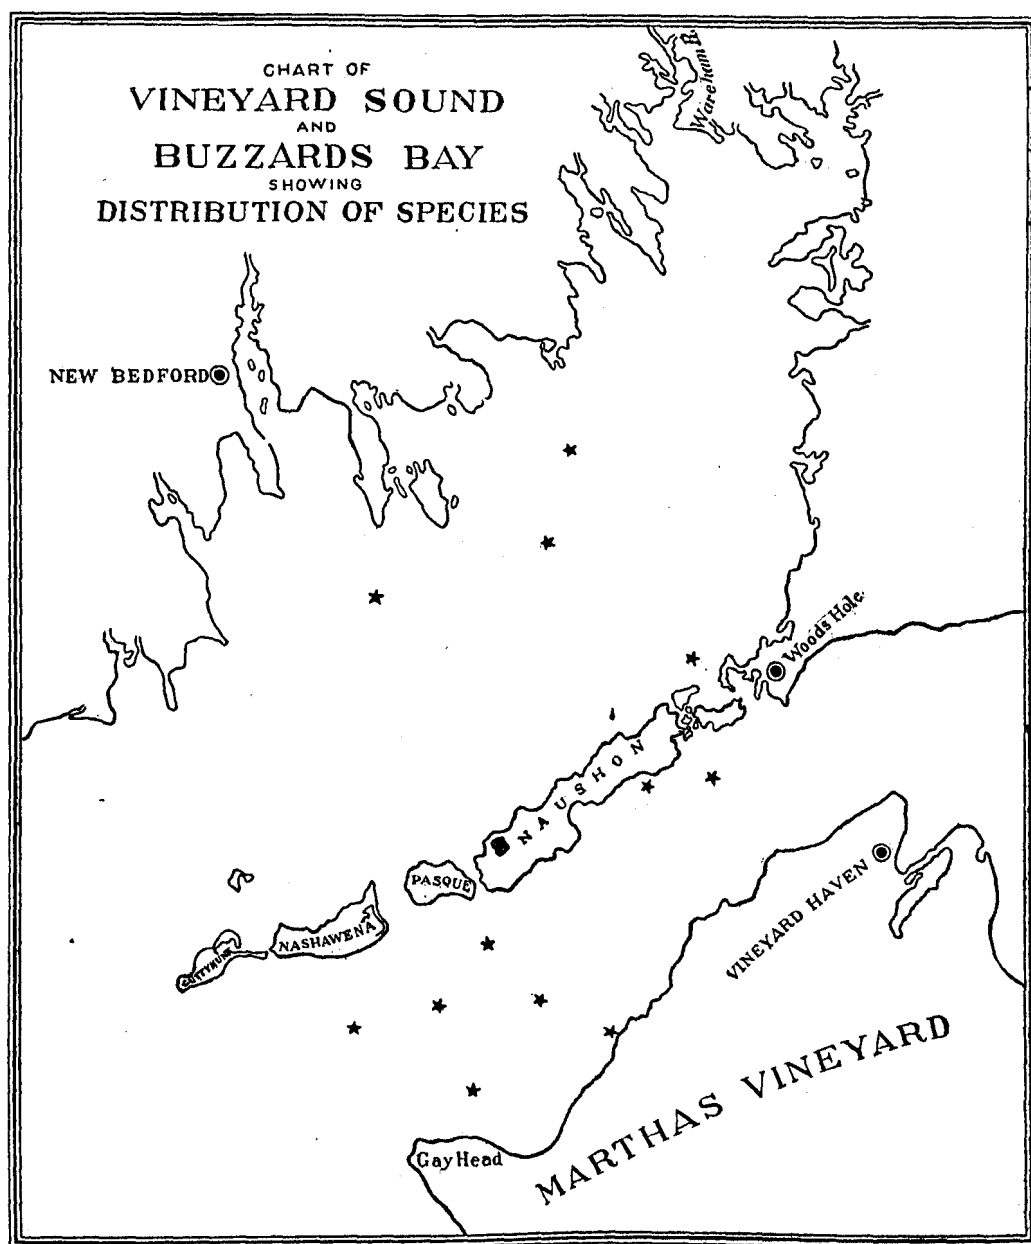 CHART OF
VINEYARD SOUND
AND
BUZZARDS BAY
SHOWING
DISTRIBUTION OF SPECIES
Wareham R.
NEW BEDFORD
Woods Hole.
NAUSHON
PASQUE
NASHAWENA
CUTTYHUNK
VINEYARD HAVEN
MARTHAS VINEYARD
Gay Head